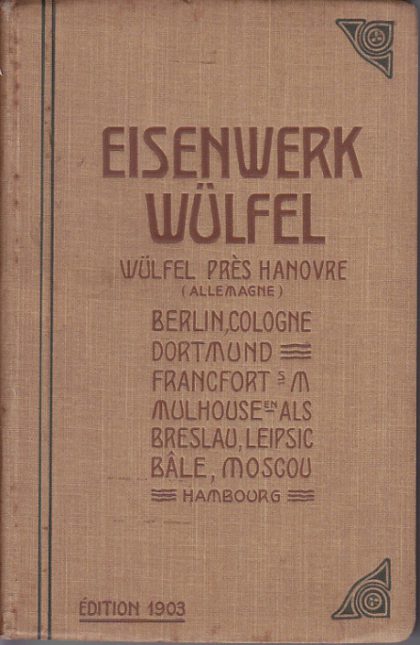 EISENWERK
WÜLFEL
WÜLFEL PRÈS HANOVRE
(ALLEMAGNE)
BERLIN, COLOGNE
DORTMUND
FRANCFORT S M
MULHOUSE EN ALS
BRESLAU, LEIPSIC
BÂLE, MOSCOU
HAMBOURG
ÉDITION 1903